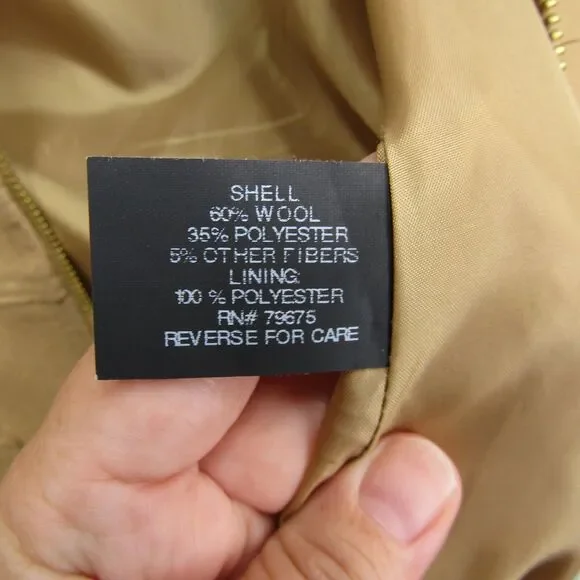 SHELL
60% WOOL
35% POLYESTER
5% OTHER FIBERS
LINING:
100 % POLYESTER
RN# 79675
REVERSE FOR CARE